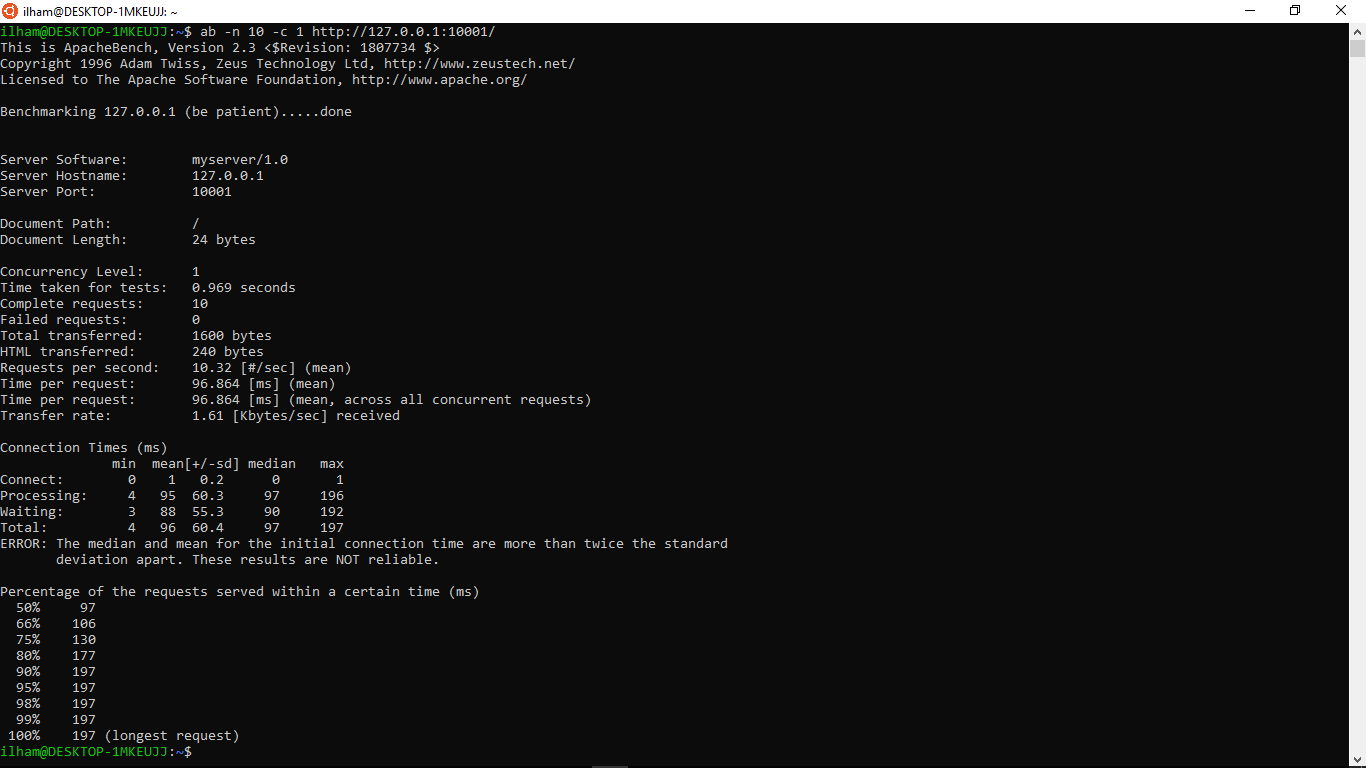 ilham@DESKTOP-1MKEUJJ: ~
ilham@DESKTOP-1MKEUJJ:~$ ab -n 10 -c 1 http://127.0.0.1:10001/
This is ApacheBench, Version 2.3 <$Revision: 1807734 $>
Copyright 1996 Adam Twiss, Zeus Technology Ltd, http://www.zeustech.net/
Licensed to The Apache Software Foundation, http://www.apache.org/

Benchmarking 127.0.0.1 (be patient).....done


Server Software:        myserver/1.0
Server Hostname:        127.0.0.1
Server Port:            10001

Document Path:          /
Document Length:        24 bytes

Concurrency Level:      1
Time taken for tests:   0.969 seconds
Complete requests:      10
Failed requests:        0
Total transferred:      1600 bytes
HTML transferred:       240 bytes
Requests per second:    10.32 [#/sec] (mean)
Time per request:       96.864 [ms] (mean)
Time per request:       96.864 [ms] (mean, across all concurrent requests)
Transfer rate:          1.61 [Kbytes/sec] received

Connection Times (ms)
              min  mean[+/-sd] median   max
Connect:        0    1   0.2      0       1
Processing:     4   95  60.3     97     196
Waiting:        3   88  55.3     90     192
Total:          4   96  60.4     97     197
ERROR: The median and mean for the initial connection time are more than twice the standard
       deviation apart. These results are NOT reliable.

Percentage of the requests served within a certain time (ms)
  50%     97
  66%    106
  75%    130
  80%    177
  90%    197
  95%    197
  98%    197
  99%    197
 100%    197 (longest request)
ilham@DESKTOP-1MKEUJJ:~$